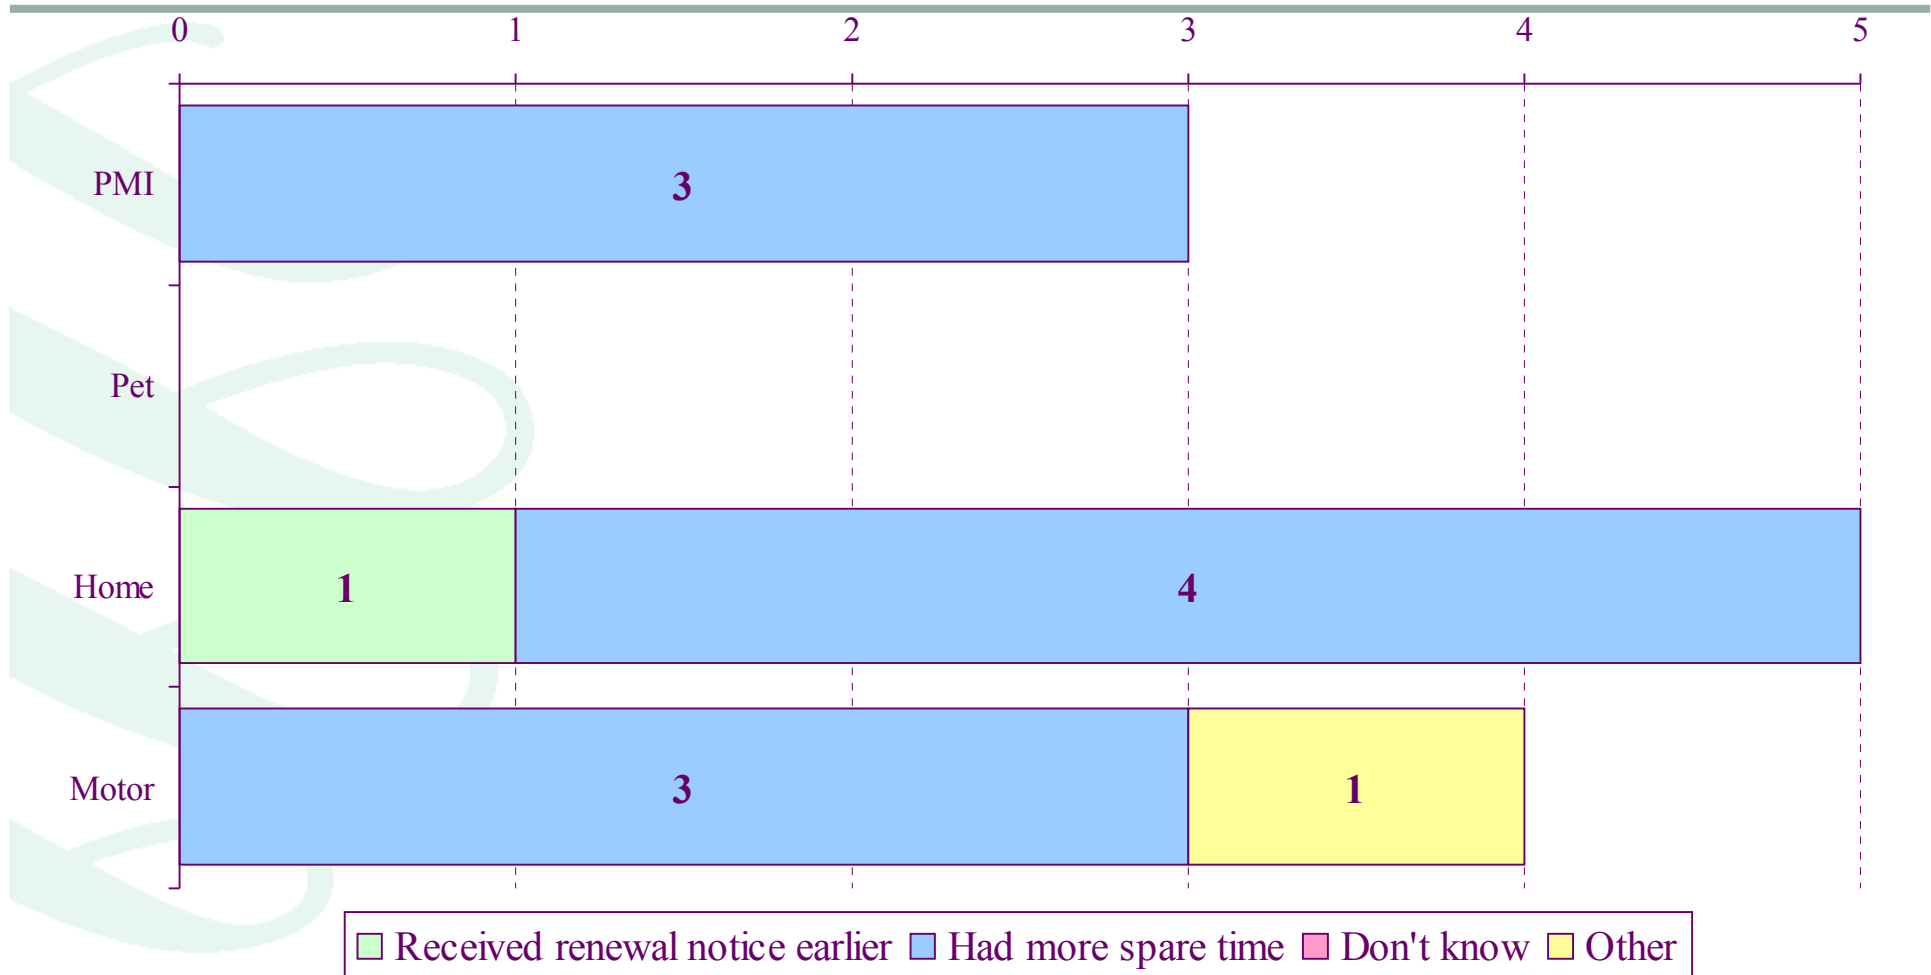 0 1 2 3 4 5
PMI 3
Pet
Home 1 4
Motor 3 1
Received renewal notice earlier Had more spare time Don't know Other